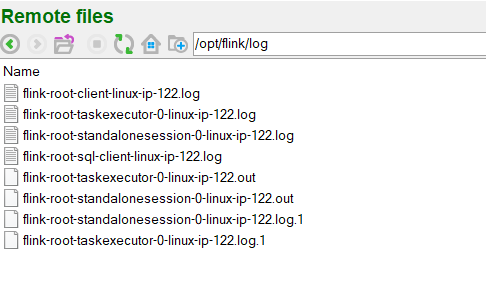 Remote files
/opt/flink/log
Name
flink-root-client-linux-ip-122.log
flink-root-taskexecutor-0-linux-ip-122.log
flink-root-standalonesession-0-linux-ip-122.log
flink-root-sql-client-linux-ip-122.log
flink-root-taskexecutor-0-linux-ip-122.out
flink-root-standalonesession-0-linux-ip-122.out
flink-root-standalonesession-0-linux-ip-122.log.1
flink-root-taskexecutor-0-linux-ip-122.log.1